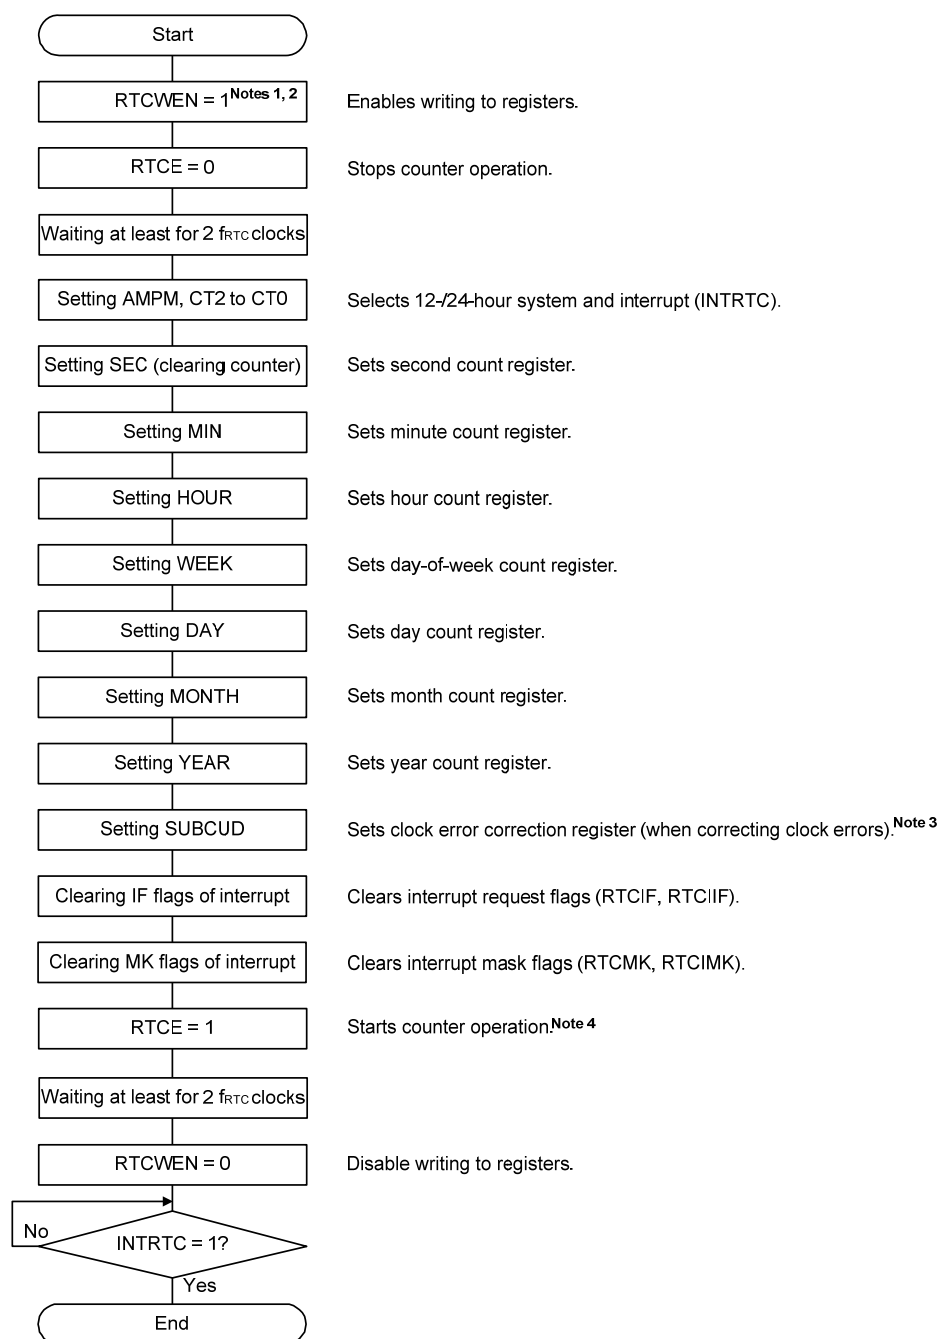 Start
RTCWEN = 1Notes 1, 2 Enables writing to registers.
RTCE = 0 Stops counter operation.
Waiting at least for 2 fRTC clocks
Setting AMPM, CT2 to CT0 Selects 12-/24-hour system and interrupt (INTRTC).
Setting SEC (clearing counter) Sets second count register.
Setting MIN Sets minute count register.
Setting HOUR Sets hour count register.
Setting WEEK Sets day-of-week count register.
Setting DAY Sets day count register.
Setting MONTH Sets month count register.
Setting YEAR Sets year count register.
Setting SUBCUD Sets clock error correction register (when correcting clock errors).Note 3
Clearing IF flags of interrupt Clears interrupt request flags (RTCIF, RTCIIF).
Clearing MK flags of interrupt Clears interrupt mask flags (RTCMK, RTCIMK).
RTCE = 1 Starts counter operation.Note 4
Waiting at least for 2 fRTC clocks
RTCWEN = 0 Disable writing to registers.
No
INTRTC = 1?
Yes
End